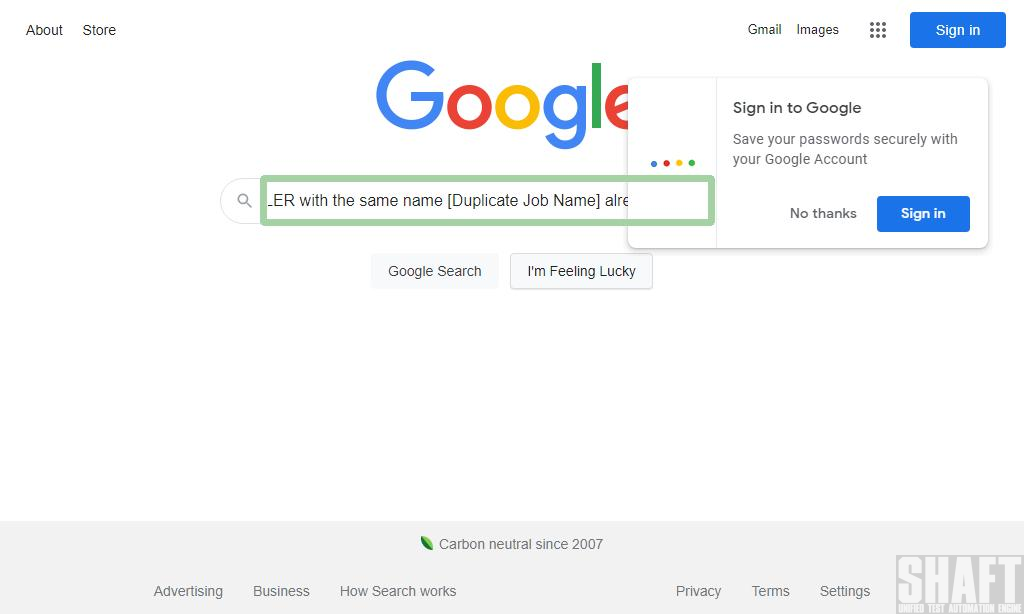 About Store Gmail Images Sign in
Google
Sign in to Google
Save your passwords securely with
your Google Account
No thanks Sign in
LER with the same name [Duplicate Job Name] alre
Google Search I'm Feeling Lucky
Carbon neutral since 2007
Advertising Business How Search works Privacy Terms Settings
SHAFT
UNIFIED TEST AUTOMATION ENGINE